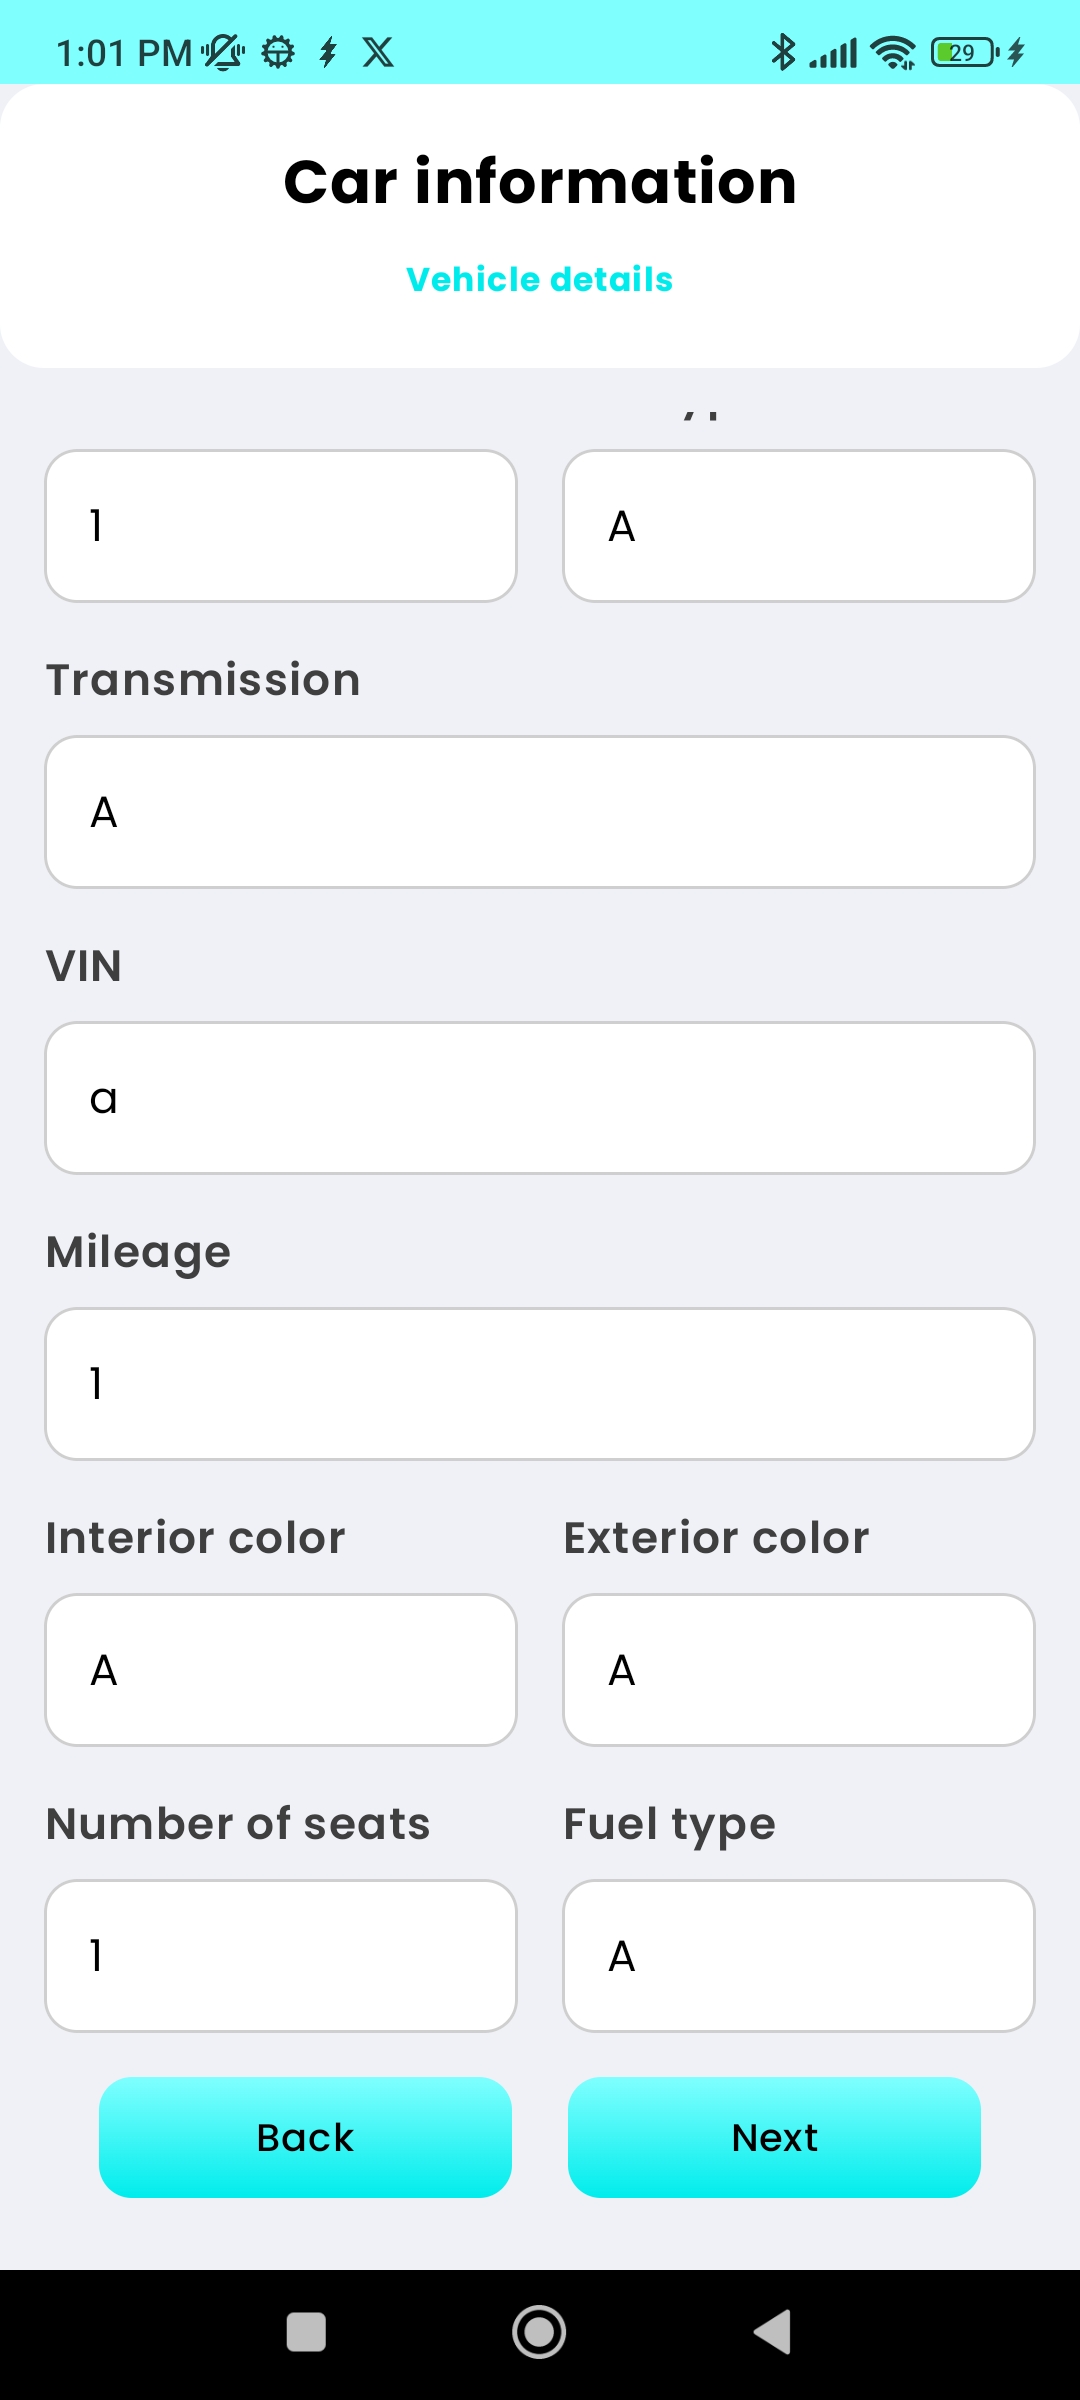 1:01 PM 29
Car information
Vehicle details
1 A
Transmission
A
VIN
a
Mileage
1
Interior color Exterior color
A A
Number of seats Fuel type
1 A
Back Next